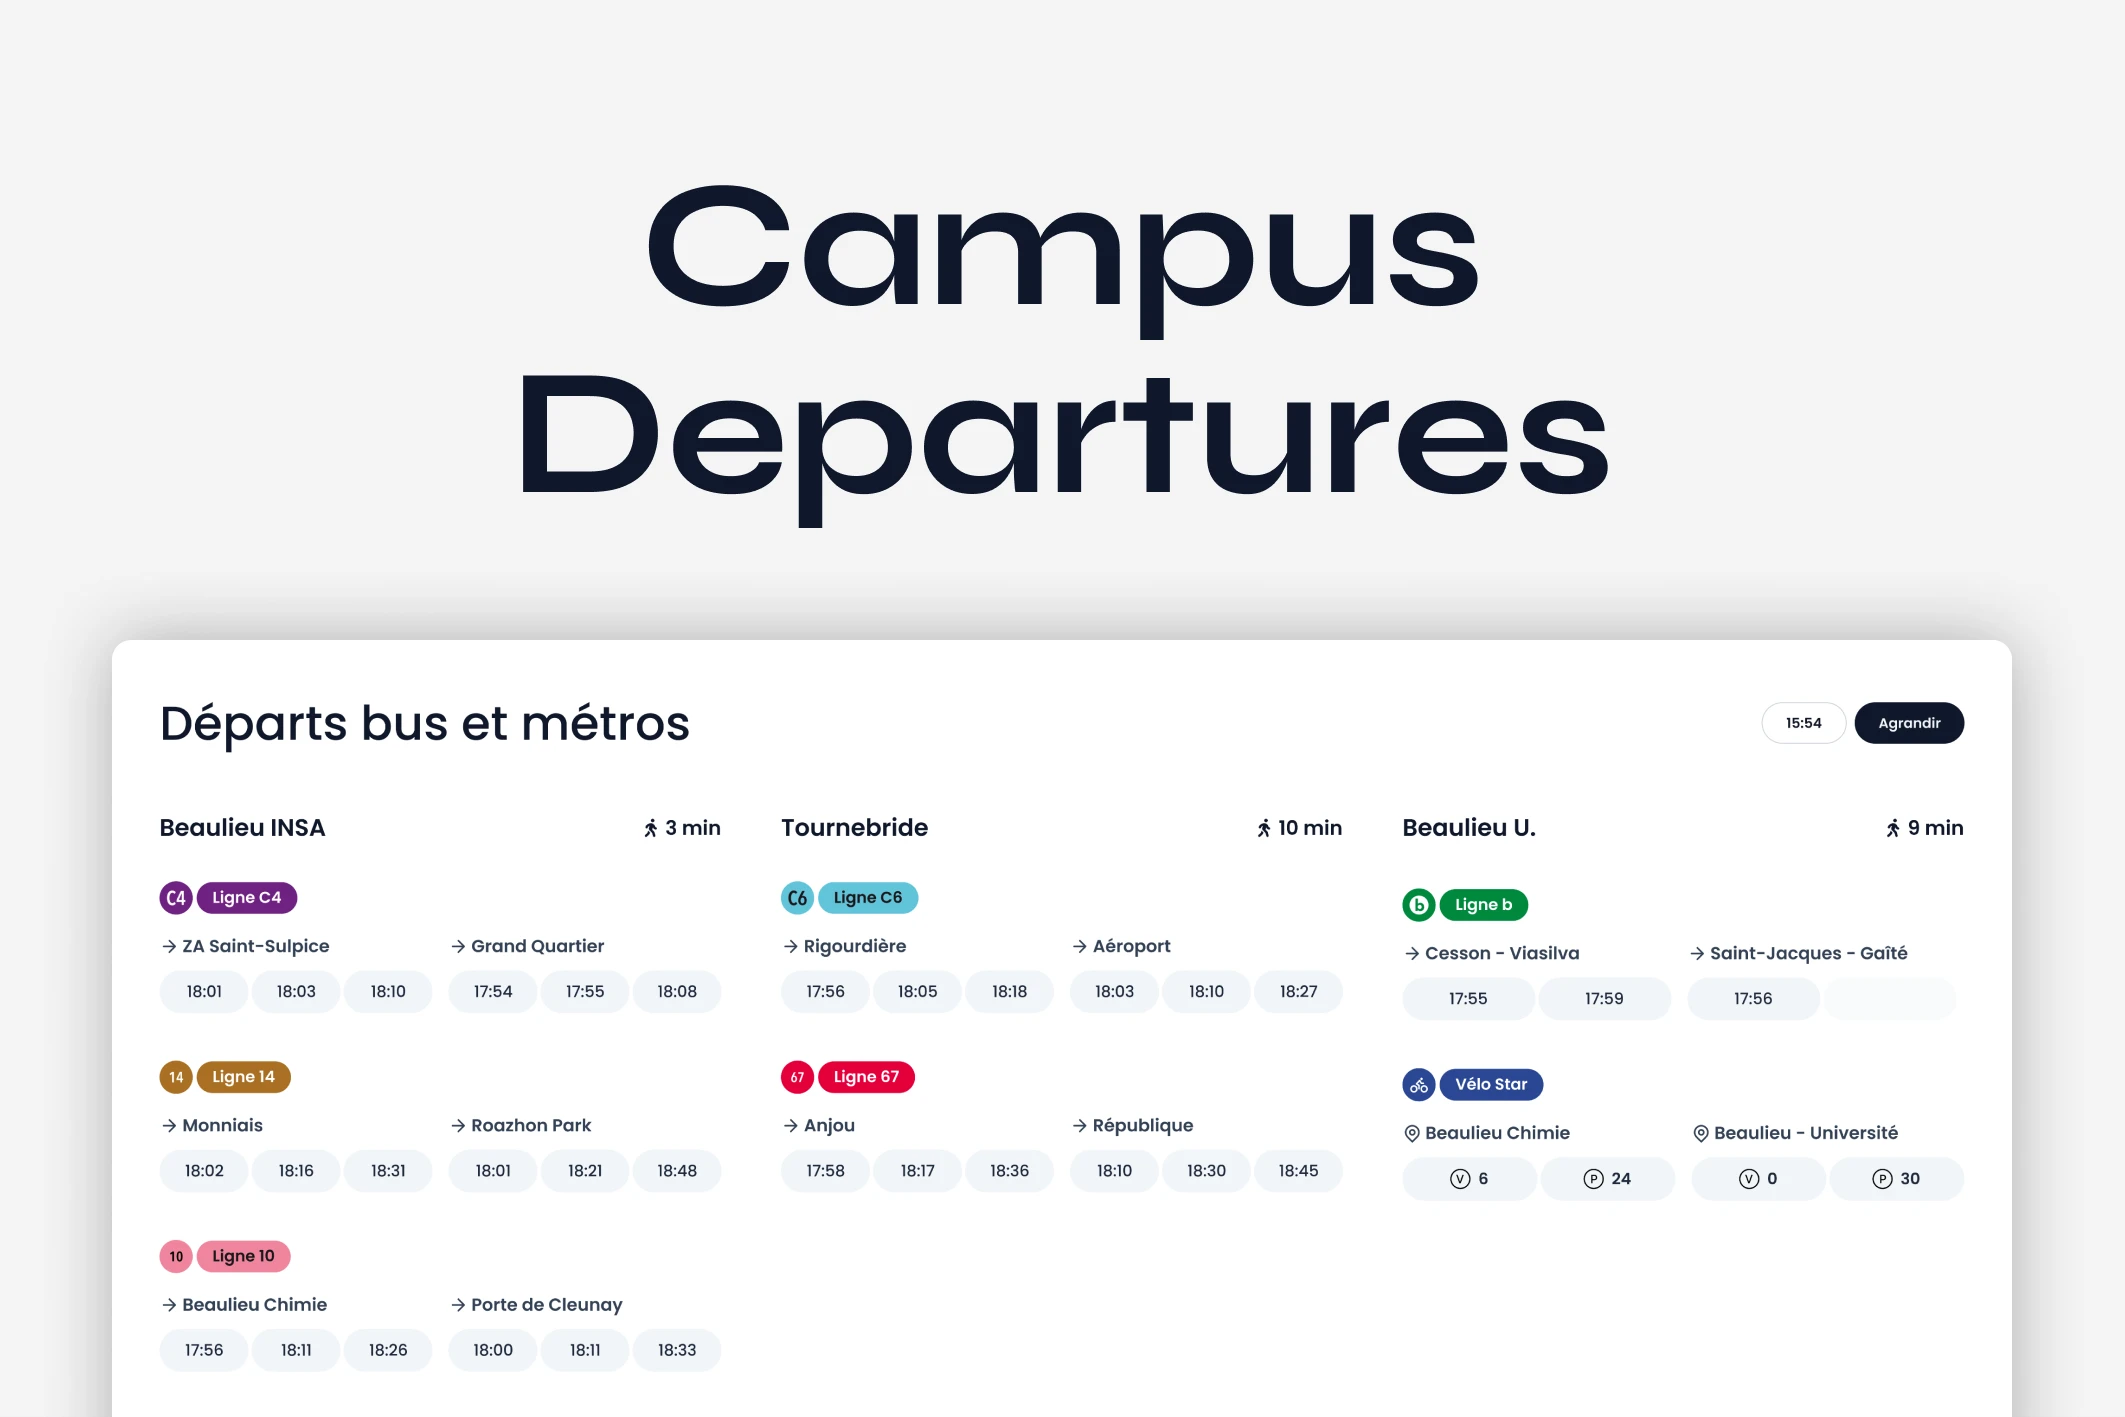 Campus
Departures
Départs bus et métros
15:54
Agrandir
Beaulieu INSA
3 min
C4 Ligne C4
→ ZA Saint-Sulpice
18:01 18:03 18:10
→ Grand Quartier
17:54 17:55 18:08
14 Ligne 14
→ Monniais
18:02 18:16 18:31
→ Roazhon Park
18:01 18:21 18:48
10 Ligne 10
→ Beaulieu Chimie
17:56 18:11 18:26
→ Porte de Cleunay
18:00 18:11 18:33
Tournebride
10 min
C6 Ligne C6
→ Rigourdière
17:56 18:05 18:18
→ Aéroport
18:03 18:10 18:27
67 Ligne 67
→ Anjou
17:58 18:17 18:36
→ République
18:10 18:30 18:45
Beaulieu U.
9 min
b Ligne b
→ Cesson - Viasilva
17:55 17:59
→ Saint-Jacques - Gaîté
17:56
Vélo Star
Beaulieu Chimie
V 6 P 24
Beaulieu - Université
V 0 P 30